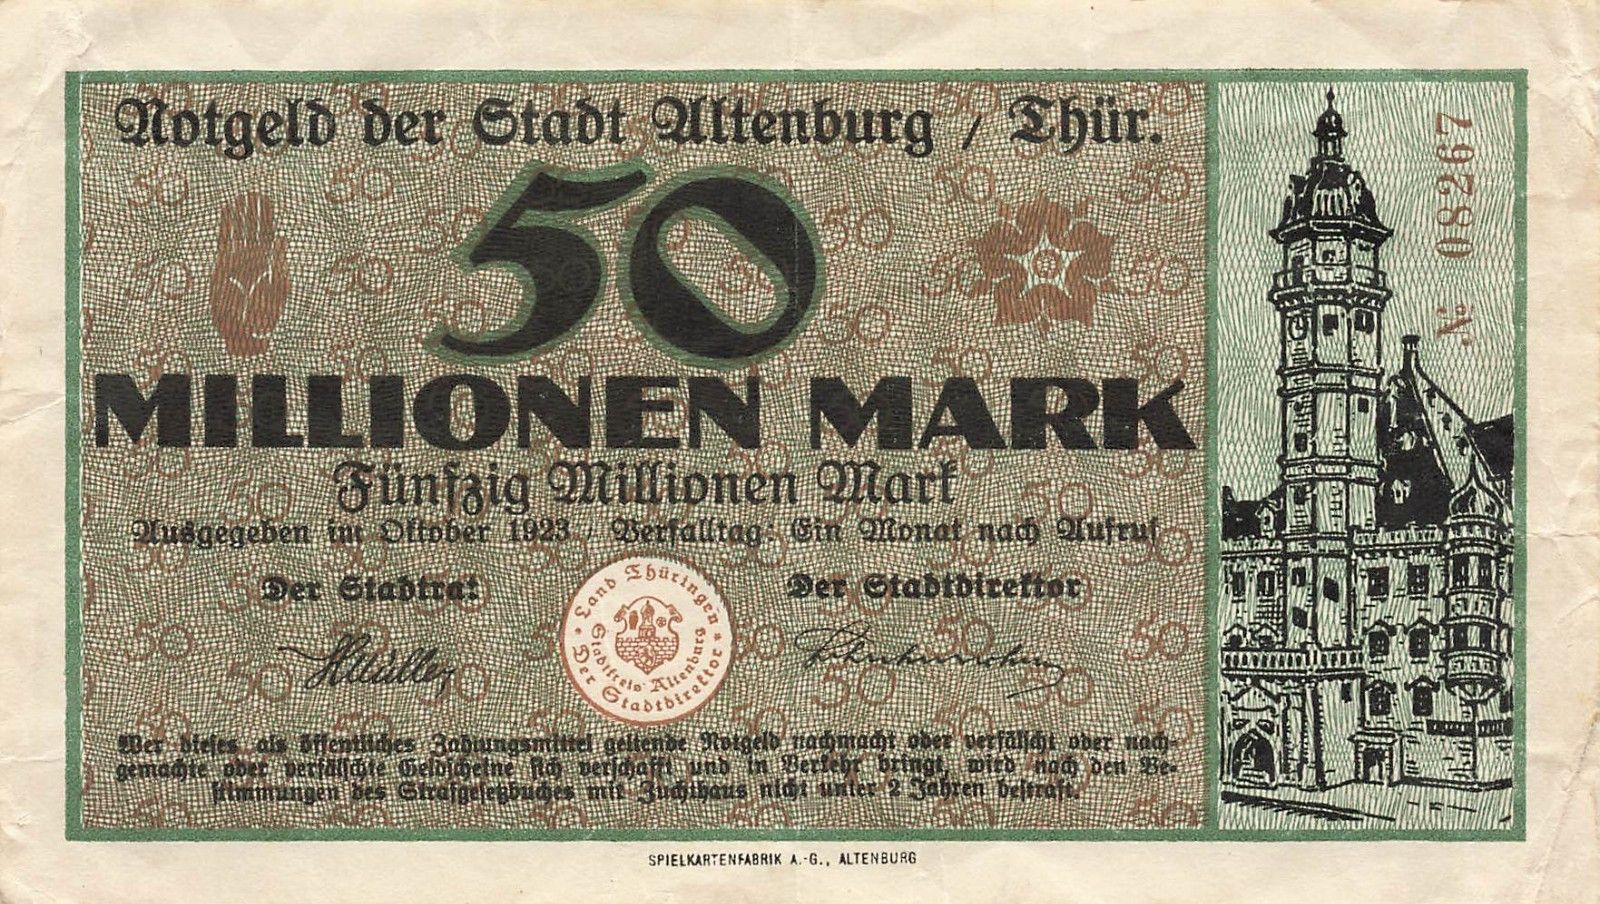 Notgeld der Stadt Altenburg / Thür.
50
MILLIONEN MARK
Fünfzig Millionen Mark
Ausgegeben im Oktober 1923 / Verfalltag: Ein Monat nach Aufruf
Der Stadtrat
Der Stadtdirektor
HMüller
Land Thüringen
Stadtkreis Altenburg
Der Stadtdirektor
Wer dieses als öffentliches Zahlungsmittel geltende Notgeld nachmacht oder verfälscht oder nach-
gemachte oder verfälschte Geldscheine sich verschafft und in Verkehr bringt, wird nach den Be-
stimmungen des Strafgesetzbuches mit Zuchthaus nicht unter 2 Jahren bestraft.
№ 08267
SPIELKARTENFABRIK A.-G., ALTENBURG